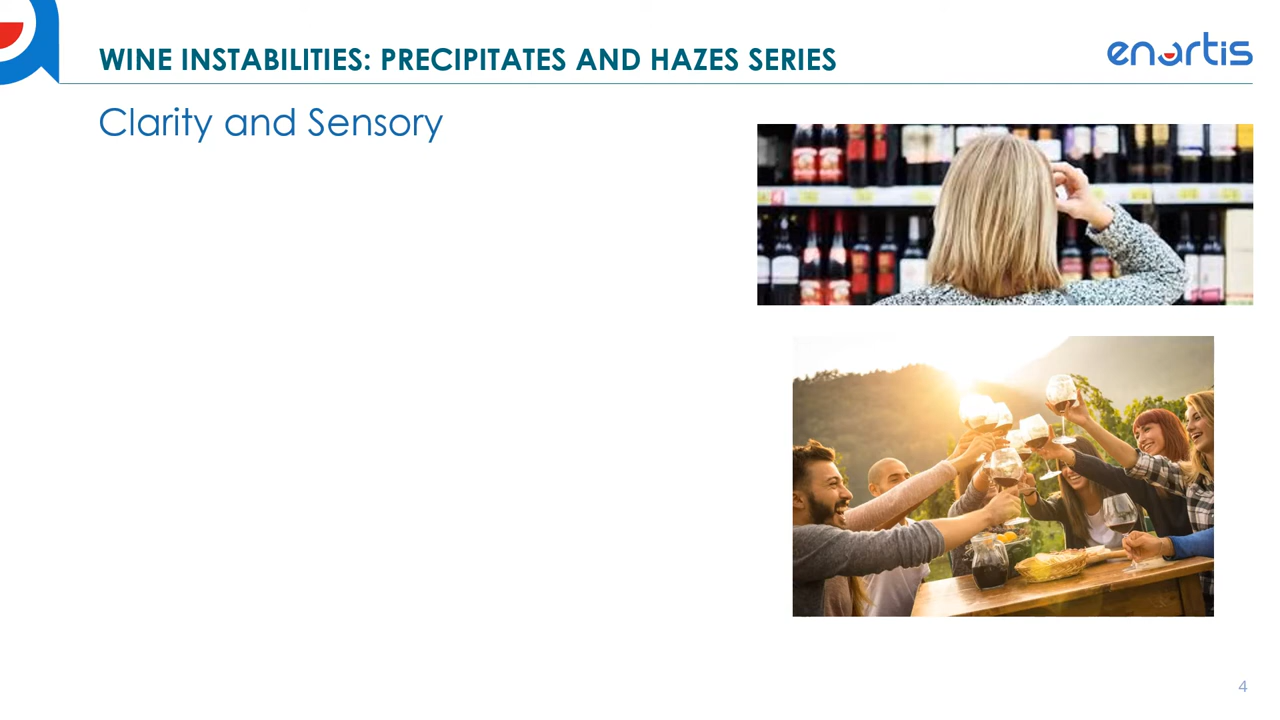 WINE INSTABILITIES: PRECIPITATES AND HAZES SERIES
enartis
Clarity and Sensory
4